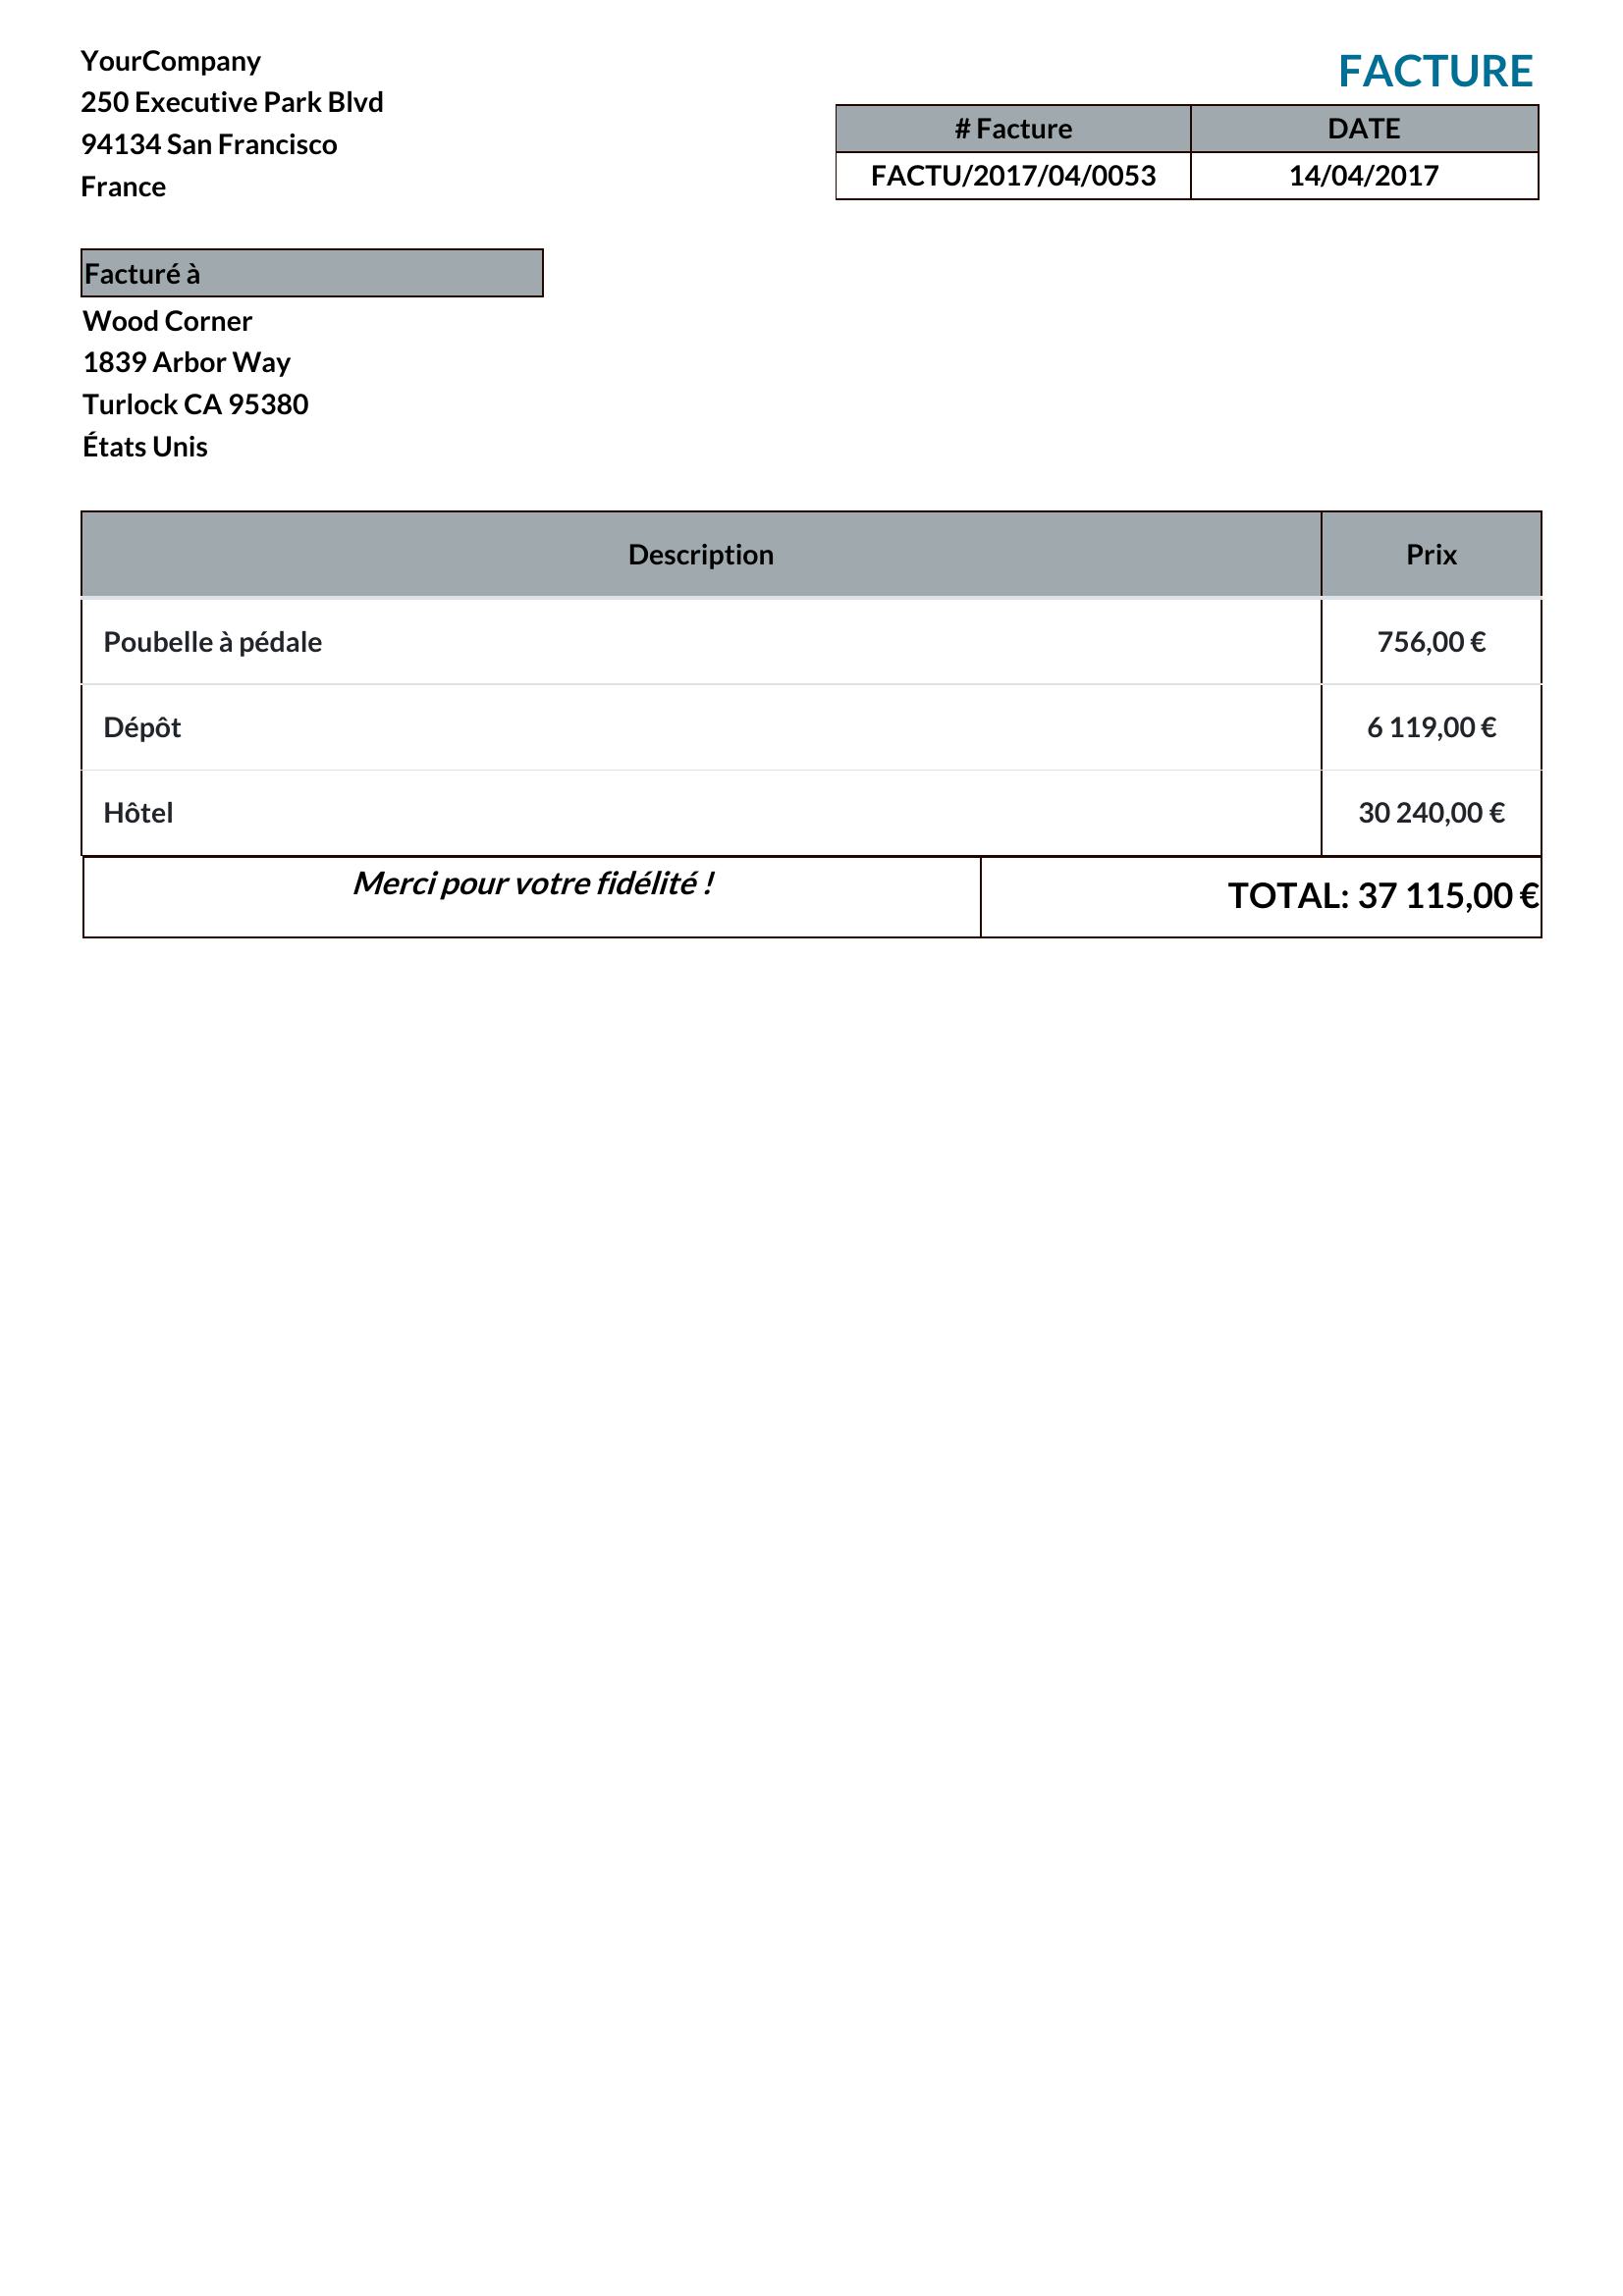 YourCompany
250 Executive Park Blvd
94134 San Francisco
France
FACTURE
# Facture DATE
FACTU/2017/04/0053 14/04/2017
Facturé à
Wood Corner
1839 Arbor Way
Turlock CA 95380
États Unis
Description Prix
Poubelle à pédale 756,00 €
Dépôt 6 119,00 €
Hôtel 30 240,00 €
Merci pour votre fidélité ! TOTAL: 37 115,00 €